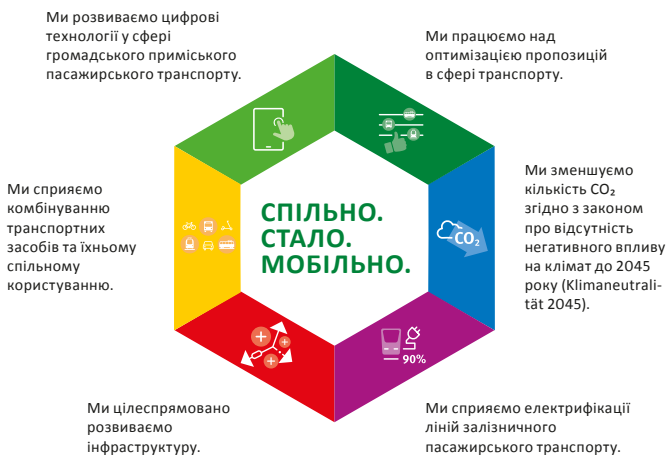 Ми розвиваємо цифрові
технології у сфері
громадського приміського
пасажирського транспорту.
Ми працюємо над
оптимізацією пропозицій
в сфері транспорту.
Ми сприяємо
комбінуванню
транспортних
засобів та їхньому
спільному
користуванню.
СПІЛЬНО.
СТАЛО.
МОБІЛЬНО.
CO₂
Ми зменшуємо
кількість CO₂
згідно з законом
про відсутність
негативного впливу
на клімат до 2045
року (Klimaneutrali-
tät 2045).
90%
Ми цілеспрямовано
розвиваємо
інфраструктуру.
Ми сприяємо електрифікації
ліній залізничного
пасажирського транспорту.